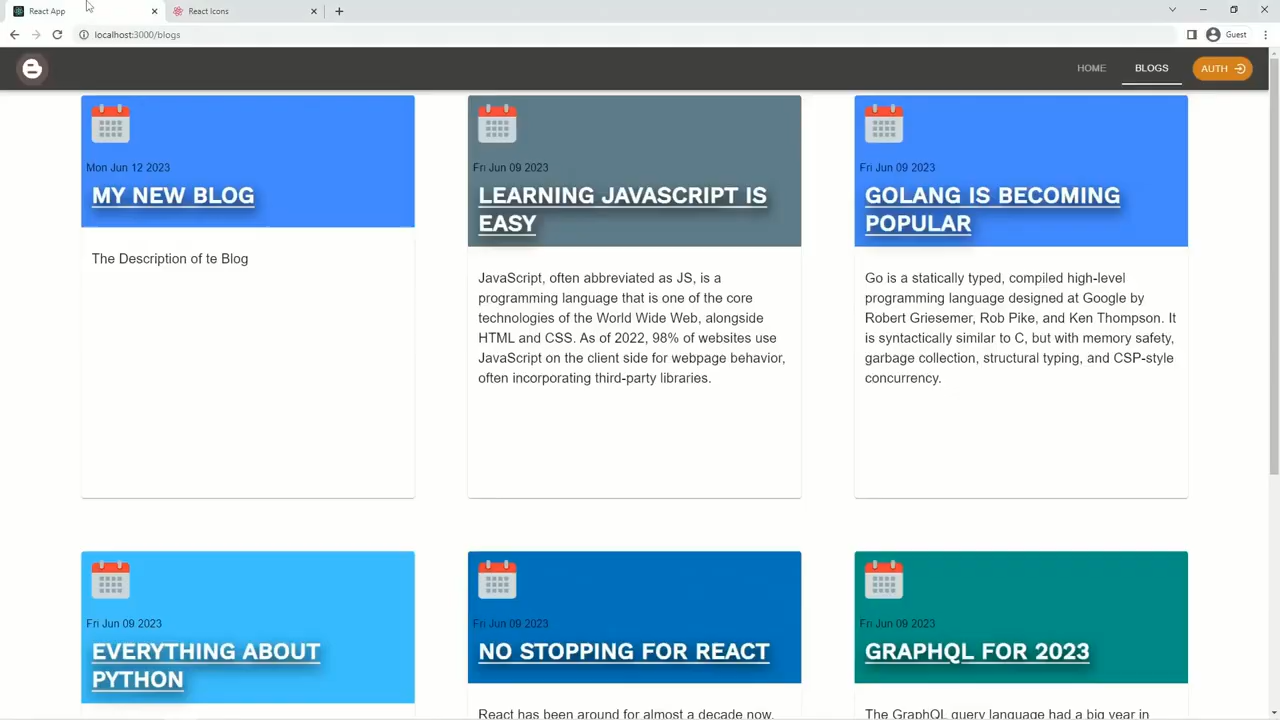 React App
React Icons
localhost:3000/blogs
Guest
HOME
BLOGS
AUTH
Mon Jun 12 2023
MY NEW BLOG
The Description of te Blog
Fri Jun 09 2023
LEARNING JAVASCRIPT IS
EASY
JavaScript, often abbreviated as JS, is a
programming language that is one of the core
technologies of the World Wide Web, alongside
HTML and CSS. As of 2022, 98% of websites use
JavaScript on the client side for webpage behavior,
often incorporating third-party libraries.
Fri Jun 09 2023
GOLANG IS BECOMING
POPULAR
Go is a statically typed, compiled high-level
programming language designed at Google by
Robert Griesemer, Rob Pike, and Ken Thompson. It
is syntactically similar to C, but with memory safety,
garbage collection, structural typing, and CSP-style
concurrency.
Fri Jun 09 2023
EVERYTHING ABOUT
PYTHON
Fri Jun 09 2023
NO STOPPING FOR REACT
React has been around for almost a decade now.
Fri Jun 09 2023
GRAPHQL FOR 2023
The GraphQL query language had a big year in